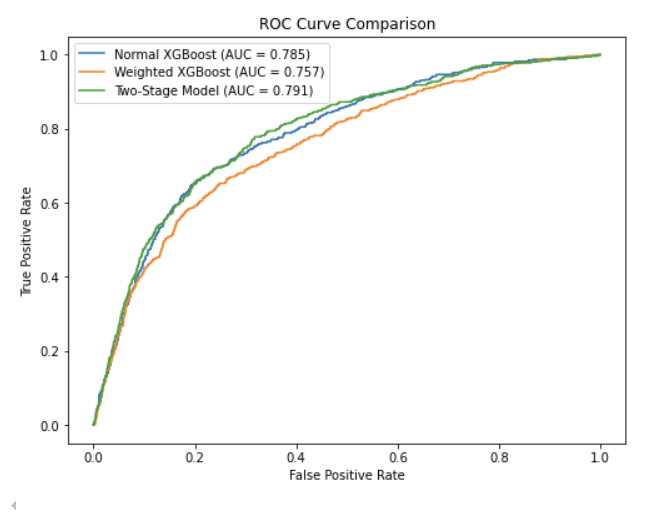 ROC Curve Comparison
Normal XGBoost (AUC = 0.785)
Weighted XGBoost (AUC = 0.757)
Two-Stage Model (AUC = 0.791)
1.0
0.8
0.6
0.4
0.2
0.0
True Positive Rate
0.0 0.2 0.4 0.6 0.8 1.0
False Positive Rate